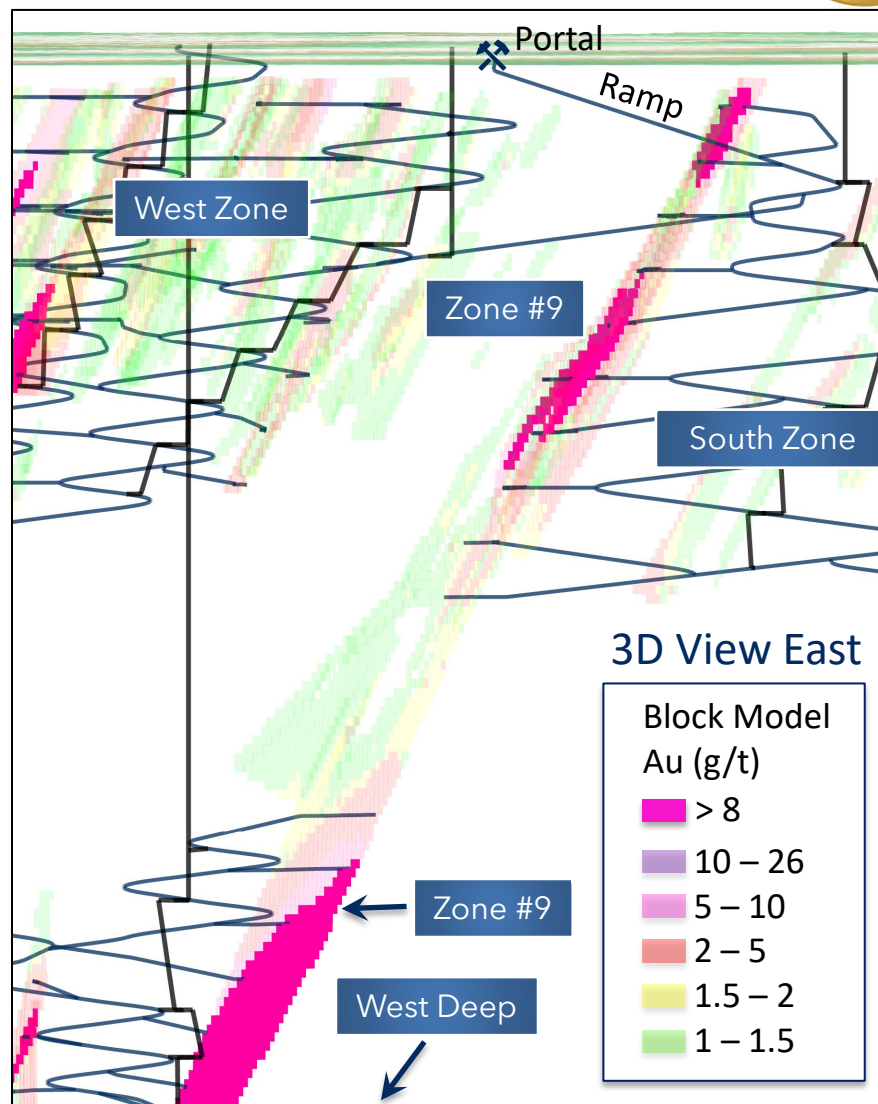 Portal
Ramp
West Zone
Zone #9
South Zone
3D View East
Block Model
Au (g/t)
> 8
10 – 26
5 – 10
2 – 5
1.5 – 2
1 – 1.5
Zone #9
West Deep